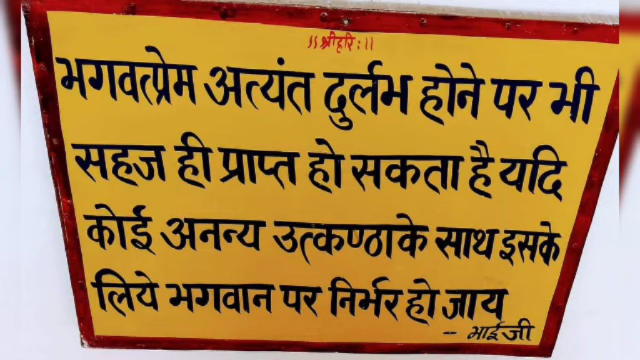 ।।श्रीहरि:।।
भगवत्प्रेम अत्यंत दुर्लभ होने पर भी
सहज ही प्राप्त हो सकता है यदि
कोई अनन्य उत्कण्ठाके साथ इसके
लिये भगवान पर निर्भर हो जाय
- भाईजी